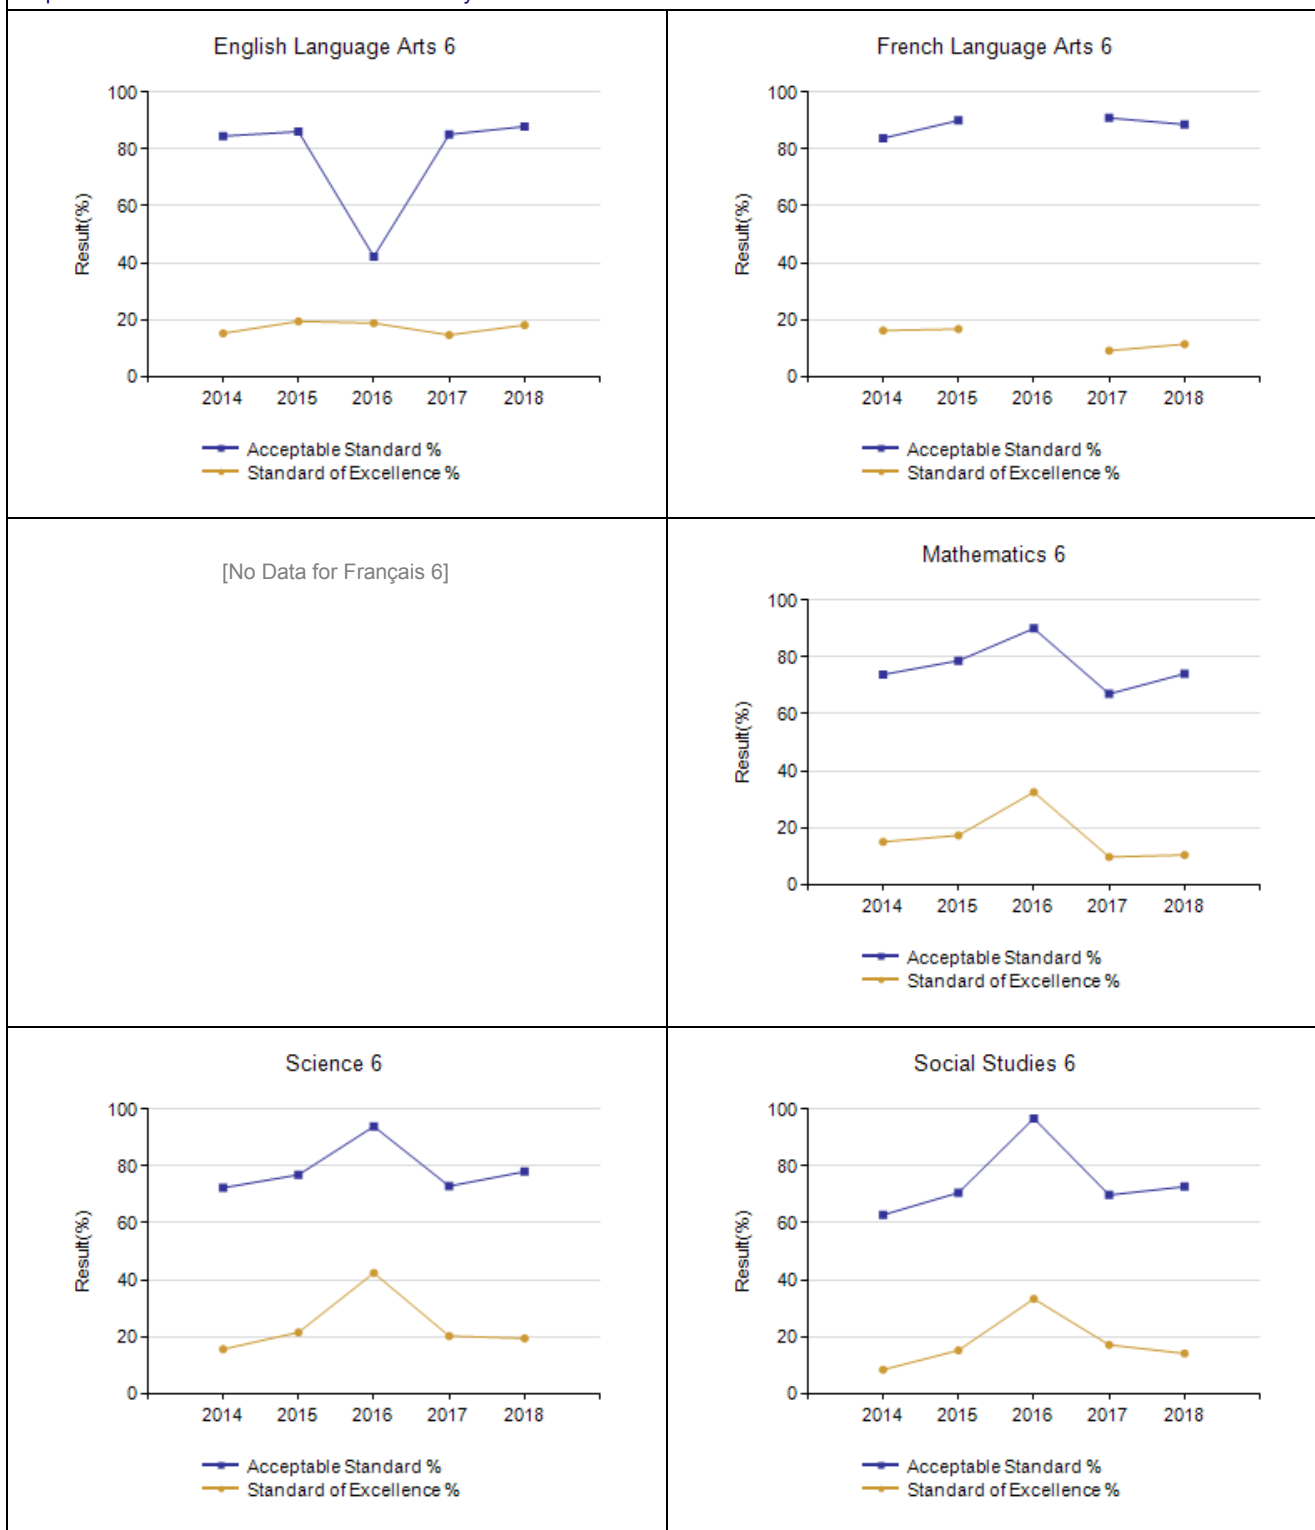 English Language Arts 6
100
80
60
40
20
0
Result(%)
2014 2015 2016 2017 2018
Acceptable Standard %
Standard of Excellence %
French Language Arts 6
100
80
60
40
20
0
Result(%)
2014 2015 2016 2017 2018
Acceptable Standard %
Standard of Excellence %
[No Data for Français 6]
Mathematics 6
100
80
60
40
20
0
Result(%)
2014 2015 2016 2017 2018
Acceptable Standard %
Standard of Excellence %
Science 6
100
80
60
40
20
0
Result(%)
2014 2015 2016 2017 2018
Acceptable Standard %
Standard of Excellence %
Social Studies 6
100
80
60
40
20
0
Result(%)
2014 2015 2016 2017 2018
Acceptable Standard %
Standard of Excellence %